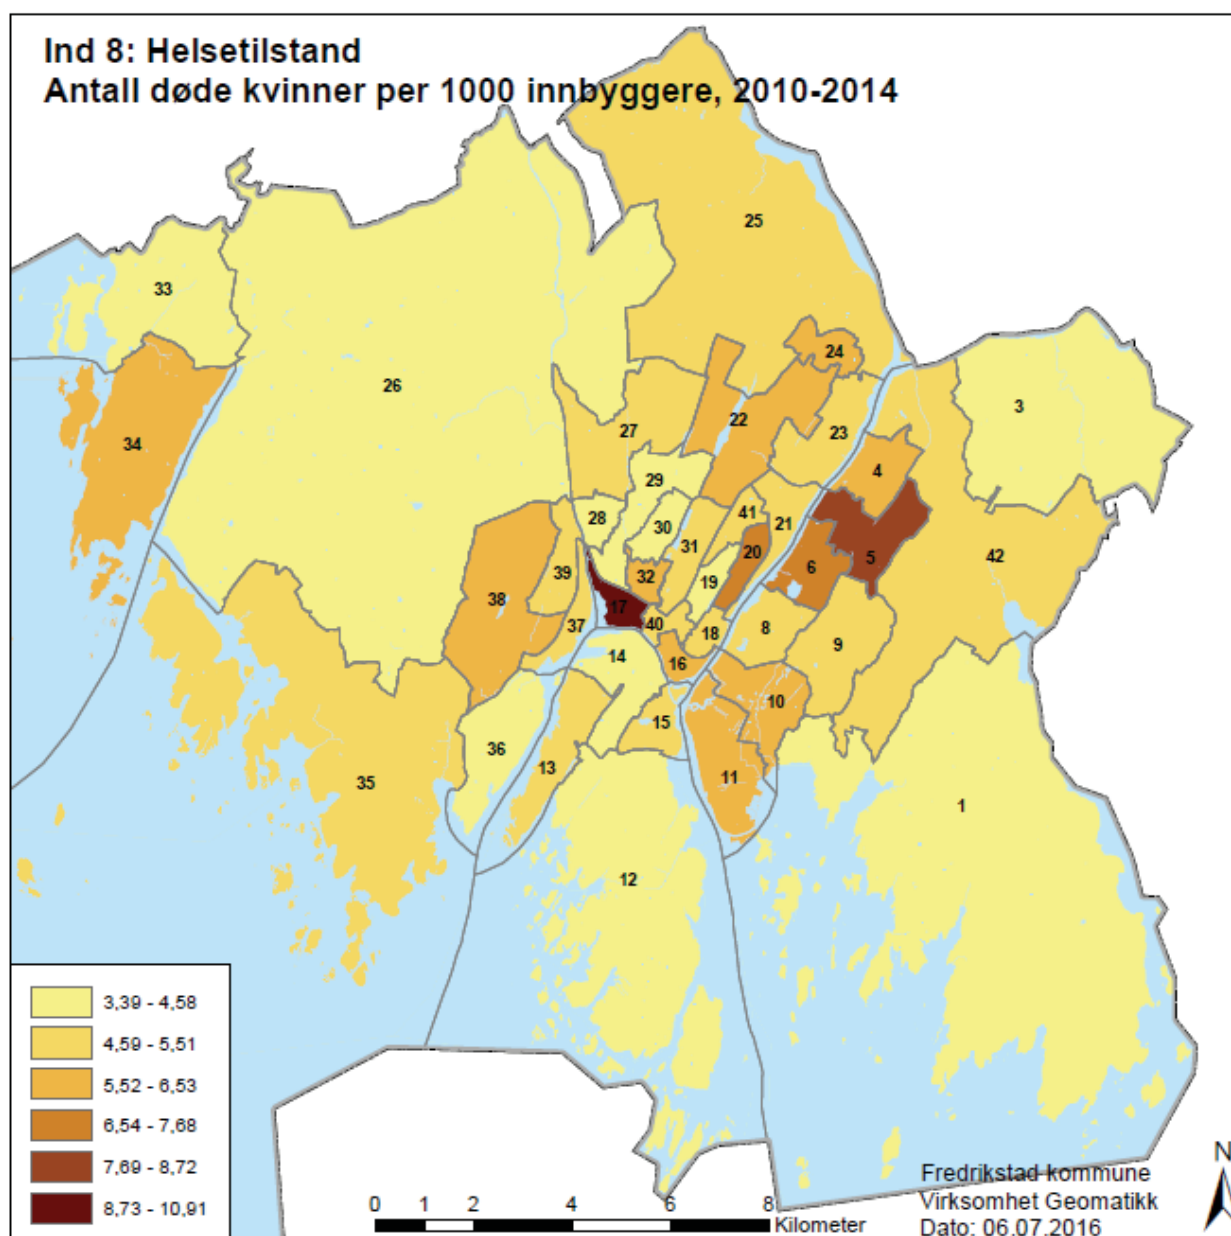 Ind 8: Helsetilstand
Antall døde kvinner per 1000 innbyggere, 2010-2014
25
33
24
26
3
34
22
27
23
4
29
41
28
30
21
31
20
42
5
39
32
6
19
38
17
40
37
8
18
9
14
16
10
15
36
13
11
35
1
12
3,39 - 4,58
4,59 - 5,51
5,52 - 6,53
6,54 - 7,68
7,69 - 8,72
8,73 - 10,91
0 1 2 4 6 8
Kilometer
N
Fredrikstad kommune
Virksomhet Geomatikk
Dato: 06.07.2016